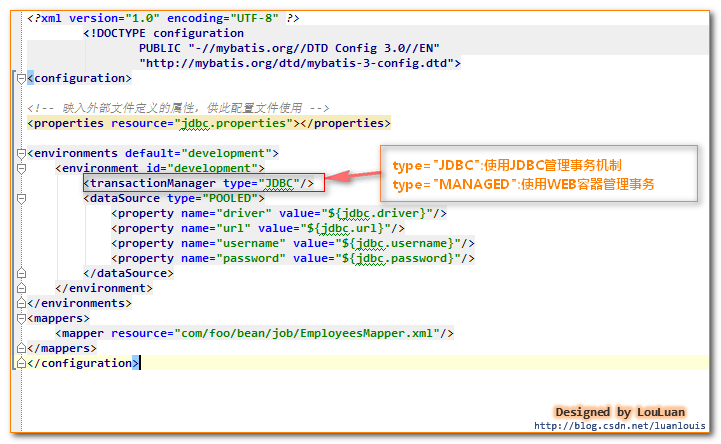 <?xml version="1.0" encoding="UTF-8" ?>
<!DOCTYPE configuration
PUBLIC "-//mybatis.org//DTD Config 3.0//EN"
"http://mybatis.org/dtd/mybatis-3-config.dtd">
<configuration>
<!-- 映入外部文件定义的属性，供此配置文件使用 -->
<properties resource="jdbc.properties"></properties>
<environments default="development">
<environment id="development">
<transactionManager type="JDBC"/>
type="JDBC":使用JDBC管理事务机制
type="MANAGED":使用WEB容器管理事务
<dataSource type="POOLED">
<property name="driver" value="${jdbc.driver}"/>
<property name="url" value="${jdbc.url}"/>
<property name="username" value="${jdbc.username}"/>
<property name="password" value="${jdbc.password}"/>
</dataSource>
</environment>
</environments>
<mappers>
<mapper resource="com/foo/bean/job/EmployeesMapper.xml"/>
</mappers>
</configuration>
Designed by LouLuan
http://blog.csdn.net/luanlouis